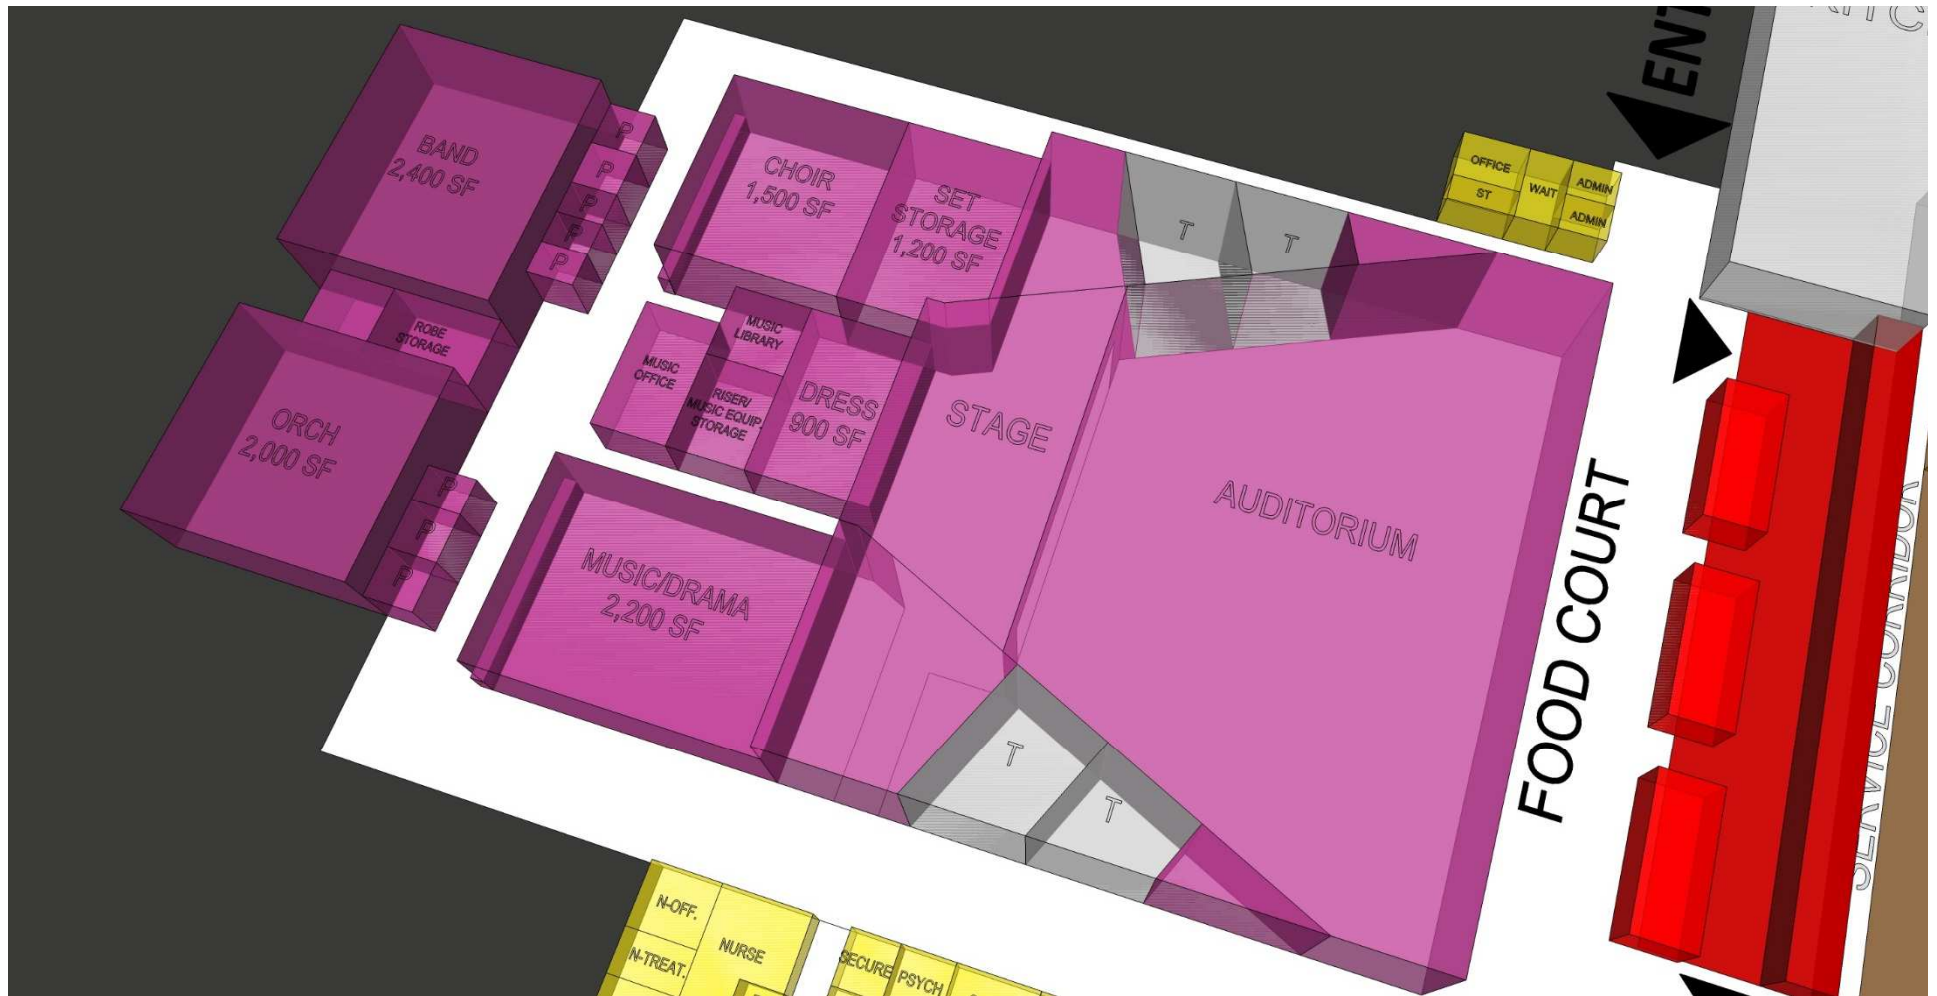 BAND
2,400 SF
P
P
P
P
P
CHOIR
1,500 SF
SET
STORAGE
1,200 SF
T
T
OFFICE
ST
WAIT
ADMIN
ADMIN
ROBE
STORAGE
ORCH
2,000 SF
P
P
P
MUSIC
OFFICE
MUSIC
LIBRARY
RISER/
MUSIC EQUIP.
STORAGE
DRESS
900 SF
STAGE
AUDITORIUM
MUSIC/DRAMA
2,200 SF
T
T
FOOD COURT
SERVICE CORRIDOR
N-OFF.
N-TREAT.
NURSE
SECURE
PSYCH